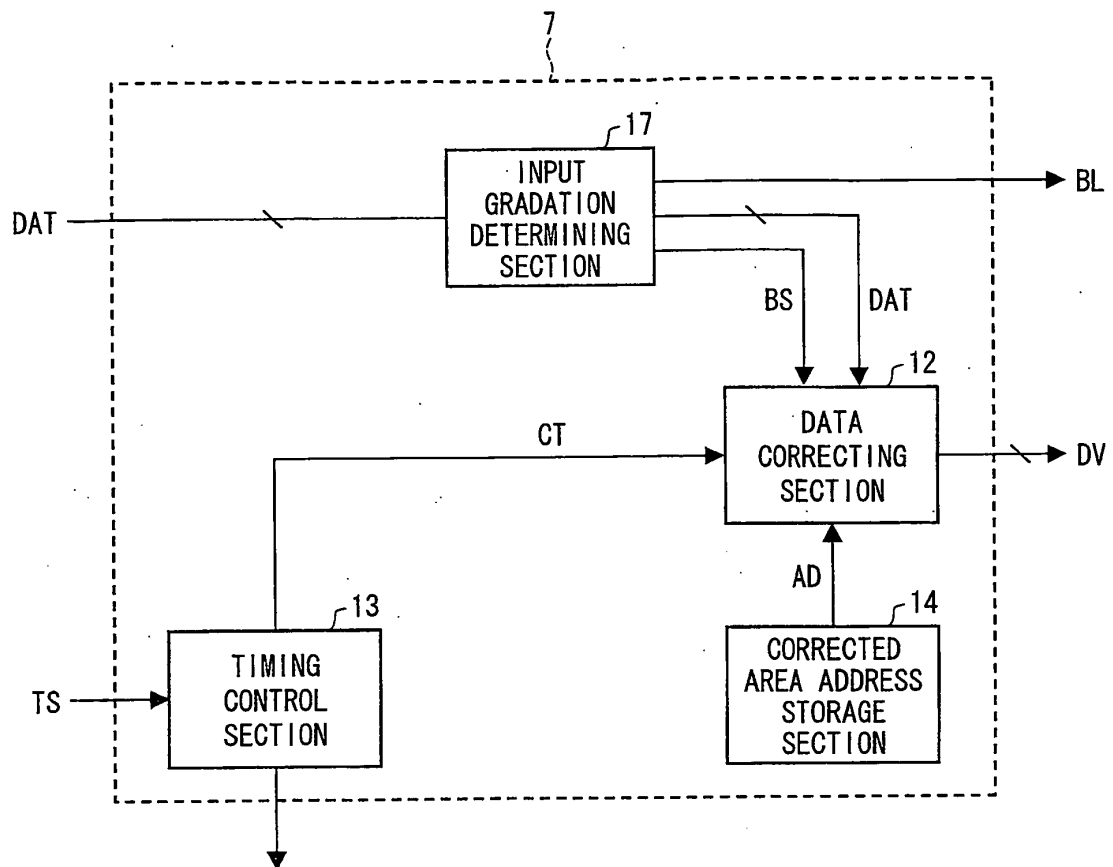 7
17
INPUT
GRADATION
DETERMINING
SECTION
BL
DAT
BS
DAT
12
DATA
CORRECTING
SECTION
CT
DV
AD
13
14
TIMING
CONTROL
SECTION
CORRECTED
AREA ADDRESS
STORAGE
SECTION
TS